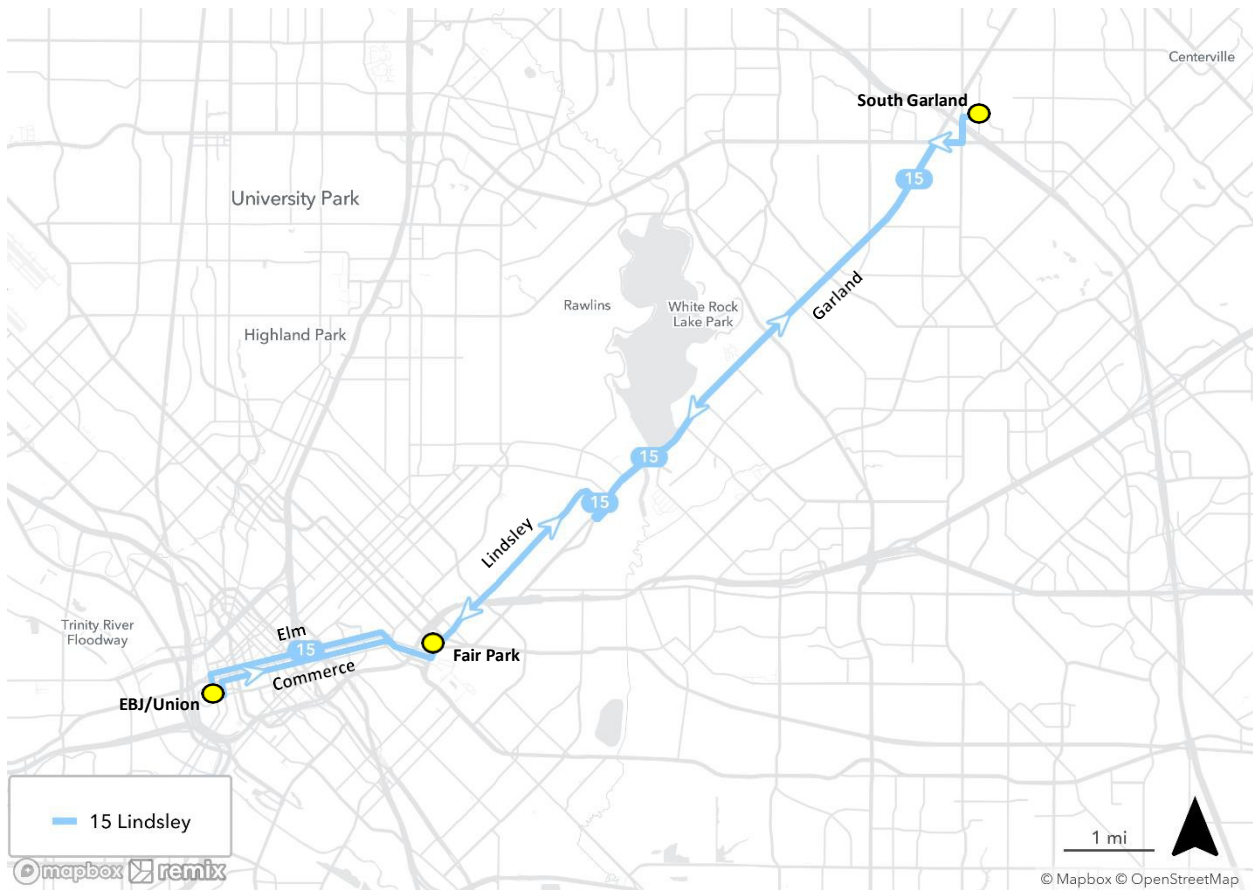 Centerville
South Garland
15
University Park
Garland
Rawlins
White Rock
Lake Park
Highland Park
15
15
Lindsley
Trinity River
Floodway
Elm
15
Commerce
Fair Park
EBJ/Union
15 Lindsley
1 mi
mapbox remix
© Mapbox © OpenStreetMap